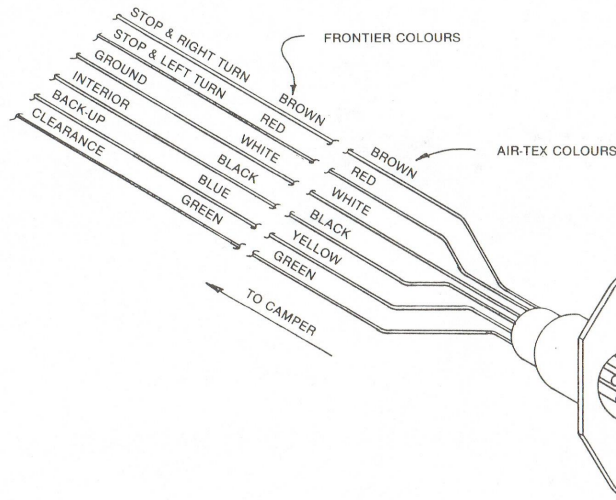 STOP & RIGHT TURN
BROWN
STOP & LEFT TURN
RED
GROUND
WHITE
INTERIOR
BLACK
BACK-UP
BLUE
CLEARANCE
GREEN
FRONTIER COLOURS
AIR-TEX COLOURS
BROWN
RED
WHITE
BLACK
YELLOW
GREEN
TO CAMPER